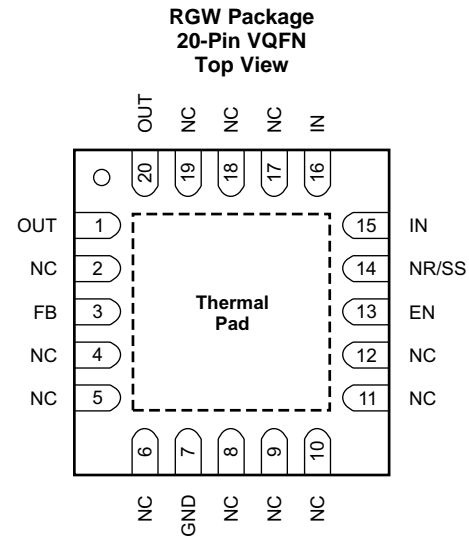 RGW Package
20-Pin VQFN
Top View
OUT NC NC NC IN
20 19 18 17 16
OUT 1 15 IN
NC 2 14 NR/SS
FB 3 Thermal Pad 13 EN
NC 4 12 NC
NC 5 11 NC
6 7 8 9 10
NC GND NC NC NC